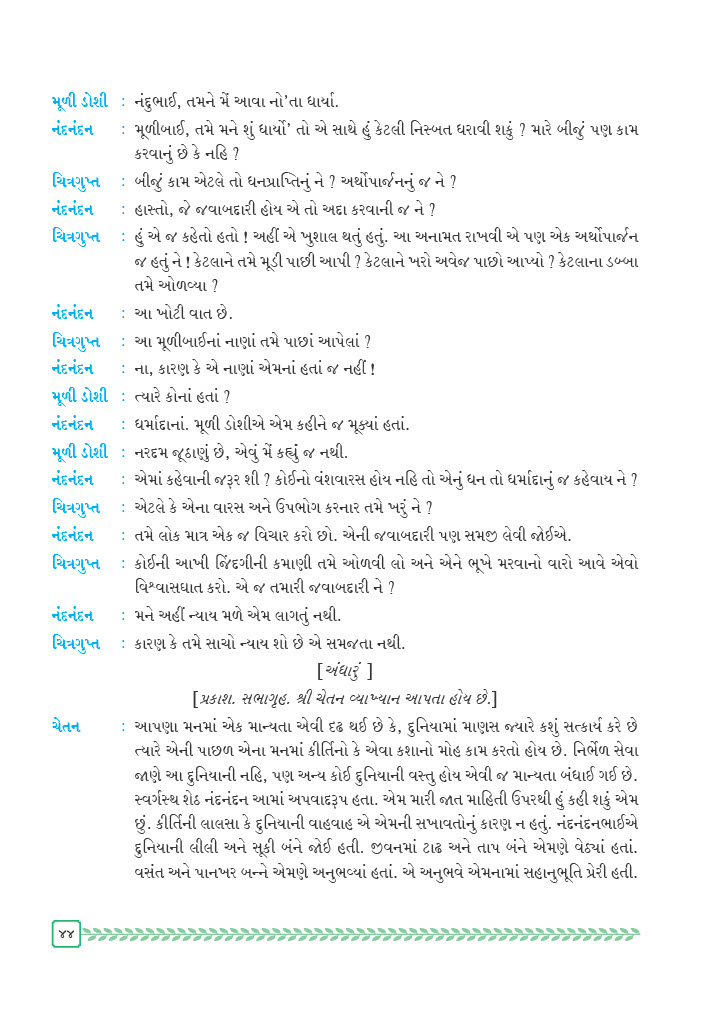 મૂળી ડોશી : નંદુભાઈ, તમને મેં આવા નો'તા ધાર્યા.
નંદનંદન : મૂળીબાઈ, તમે મને શું ધાર્યો' તો એ સાથે હું કેટલી નિસ્બત ધરાવી શકું ? મારે બીજું પણ કામ
કરવાનું છે કે નહિ ?
ચિત્રગુપ્ત : બીજું કામ એટલે તો ધનપ્રાપ્તિનું ને ? અર્થોપાર્જનનું જ ને ?
નંદનંદન : હાસ્તો, જે જવાબદારી હોય એ તો અદા કરવાની જ ને ?
ચિત્રગુપ્ત : હું એ જ કહેતો હતો ! અહીં એ ખુશાલ થતું હતું. આ અનામત રાખવી એ પણ એક અર્થોપાર્જન
જ હતું ને ! કેટલાને તમે મૂડી પાછી આપી ? કેટલાને ખરો અવેજ પાછો આપ્યો ? કેટલાના ડબ્બા
તમે ઓળવ્યા ?
નંદનંદન : આ ખોટી વાત છે.
ચિત્રગુપ્ત : આ મૂળીબાઈનાં નાણાં તમે પાછાં આપેલાં ?
નંદનંદન : ના, કારણ કે એ નાણાં એમનાં હતાં જ નહીં !
મૂળી ડોશી : ત્યારે કોનાં હતાં ?
નંદનંદન : ધર્માદાનાં. મૂળી ડોશીએ એમ કહીને જ મૂક્યાં હતાં.
મૂળી ડોશી : નરદમ જૂઠાણું છે, એવું મેં કહ્યું જ નથી.
નંદનંદન : એમાં કહેવાની જરૂર શી ? કોઈનો વંશવારસ હોય નહિ તો એનું ધન તો ધર્માદાનું જ કહેવાય ને ?
ચિત્રગુપ્ત : એટલે કે એના વારસ અને ઉપભોગ કરનાર તમે ખરું ને ?
નંદનંદન : તમે લોક માત્ર એક જ વિચાર કરો છો. એની જવાબદારી પણ સમજી લેવી જોઈએ.
ચિત્રગુપ્ત : કોઈની આખી જિંદગીની કમાણી તમે ઓળવી લો અને એને ભૂખે મરવાનો વારો આવે એવો
વિશ્વાસઘાત કરો. એ જ તમારી જવાબદારી ને ?
નંદનંદન : મને અહીં ન્યાય મળે એમ લાગતું નથી.
ચિત્રગુપ્ત : કારણ કે તમે સાચો ન્યાય શો છે એ સમજતા નથી.
[અંધારું ]
[પ્રકાશ. સભાગૃહ. શ્રી ચેતન વ્યાખ્યાન આપતા હોય છે.]
ચેતન : આપણા મનમાં એક માન્યતા એવી દૃઢ થઈ છે કે, દુનિયામાં માણસ જ્યારે કશું સત્કાર્ય કરે છે
ત્યારે એની પાછળ એના મનમાં કીર્તિનો કે એવા કશાનો મોહ કામ કરતો હોય છે. નિર્ભેળ સેવા
જાણે આ દુનિયાની નહિ, પણ અન્ય કોઈ દુનિયાની વસ્તુ હોય એવી જ માન્યતા બંધાઈ ગઈ છે.
સ્વર્ગસ્થ શેઠ નંદનંદન આમાં અપવાદરૂપ હતા. એમ મારી જાત માહિતી ઉપરથી હું કહી શકું એમ
છું. કીર્તિની લાલસા કે દુનિયાની વાહવાહ એ એમની સખાવતોનું કારણ ન હતું. નંદનંદનભાઈએ
દુનિયાની લીલી અને સૂકી બંને જોઈ હતી. જીવનમાં ટાઢ અને તાપ બંને એમણે વેઠ્યાં હતાં.
વસંત અને પાનખર બન્ને એમણે અનુભવ્યાં હતાં. એ અનુભવે એમનામાં સહાનુભૂતિ પ્રેરી હતી.
૪૪